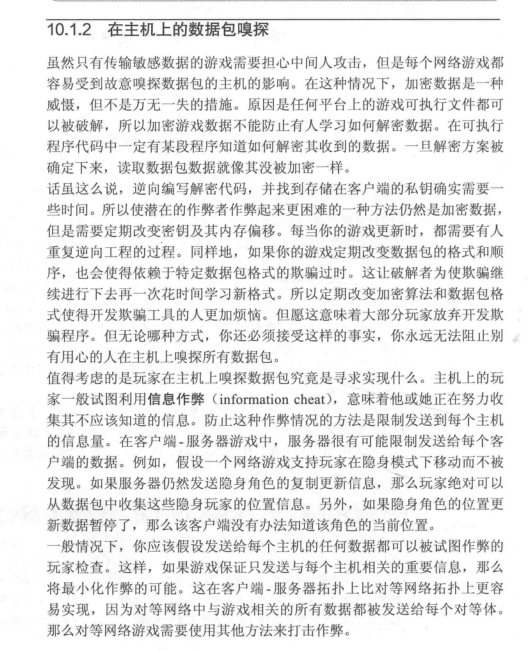 10.1.2 在主机上的数据包嗅探
虽然只有传输敏感数据的游戏需要担心中间人攻击，但是每个网络游戏都
容易受到故意嗅探数据包的主机的影响。在这种情况下，加密数据是一种
威慑，但不是万无一失的措施。原因是任何平台上的游戏可执行文件都可
以被破解，所以加密游戏数据不能防止有人学习如何解密数据。在可执行
程序代码中一定有某段程序知道如何解密其收到的数据。一旦解密方案被
确定下来，读取数据包数据就像其没被加密一样。
话虽这么说，逆向编写解密代码，并找到存储在客户端的私钥确实需要一
些时间。所以使潜在的作弊者作弊起来更困难的一种方法仍然是加密数据，
但是需要定期改变密钥及其内存偏移。每当你的游戏更新时，都需要有人
重复逆向工程的过程。同样地，如果你的游戏定期改变数据包的格式和顺
序，也会使得依赖于特定数据包格式的欺骗过时。这让破解者为使欺骗继
续进行下去再一次花时间学习新格式。所以定期改变加密算法和数据包格
式使得开发欺骗工具的人更加烦恼。但愿这意味着大部分玩家放弃开发欺
骗程序。但无论哪种方式，你还必须接受这样的事实，你永远无法阻止别
有用心的人在主机上嗅探所有数据包。
值得考虑的是玩家在主机上嗅探数据包究竟是寻求实现什么。主机上的玩
家一般试图利用信息作弊（information cheat），意味着他或她正在努力收
集其不应该知道的信息。防止这种作弊情况的方法是限制发送到每个主机
的信息量。在客户端-服务器游戏中，服务器很有可能限制发送给每个客
户端的数据。例如，假设一个网络游戏支持玩家在隐身模式下移动而不被
发现。如果服务器仍然发送隐身角色的复制更新信息，那么玩家绝对可以
从数据包中收集这些隐身玩家的位置信息。另外，如果隐身角色的位置更
新数据暂停了，那么该客户端没有办法知道该角色的当前位置。
一般情况下，你应该假设发送给每个主机的任何数据都可以被试图作弊的
玩家检查。这样，如果游戏保证只发送与每个主机相关的重要信息，那么
将最小化作弊的可能。这在客户端-服务器拓扑上比对等网络拓扑上更容
易实现，因为对等网络中与游戏相关的所有数据都被发送给每个对等体。
那么对等网络游戏需要使用其他方法来打击作弊。